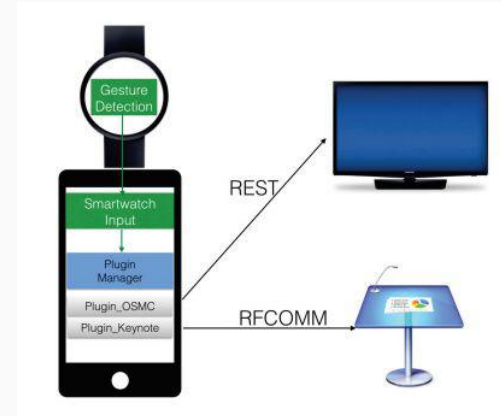 Gesture
Detection
Smartwatch
Input
Plugin
Manager
Plugin_OSMC
Plugin_Keynote
REST
RFCOMM